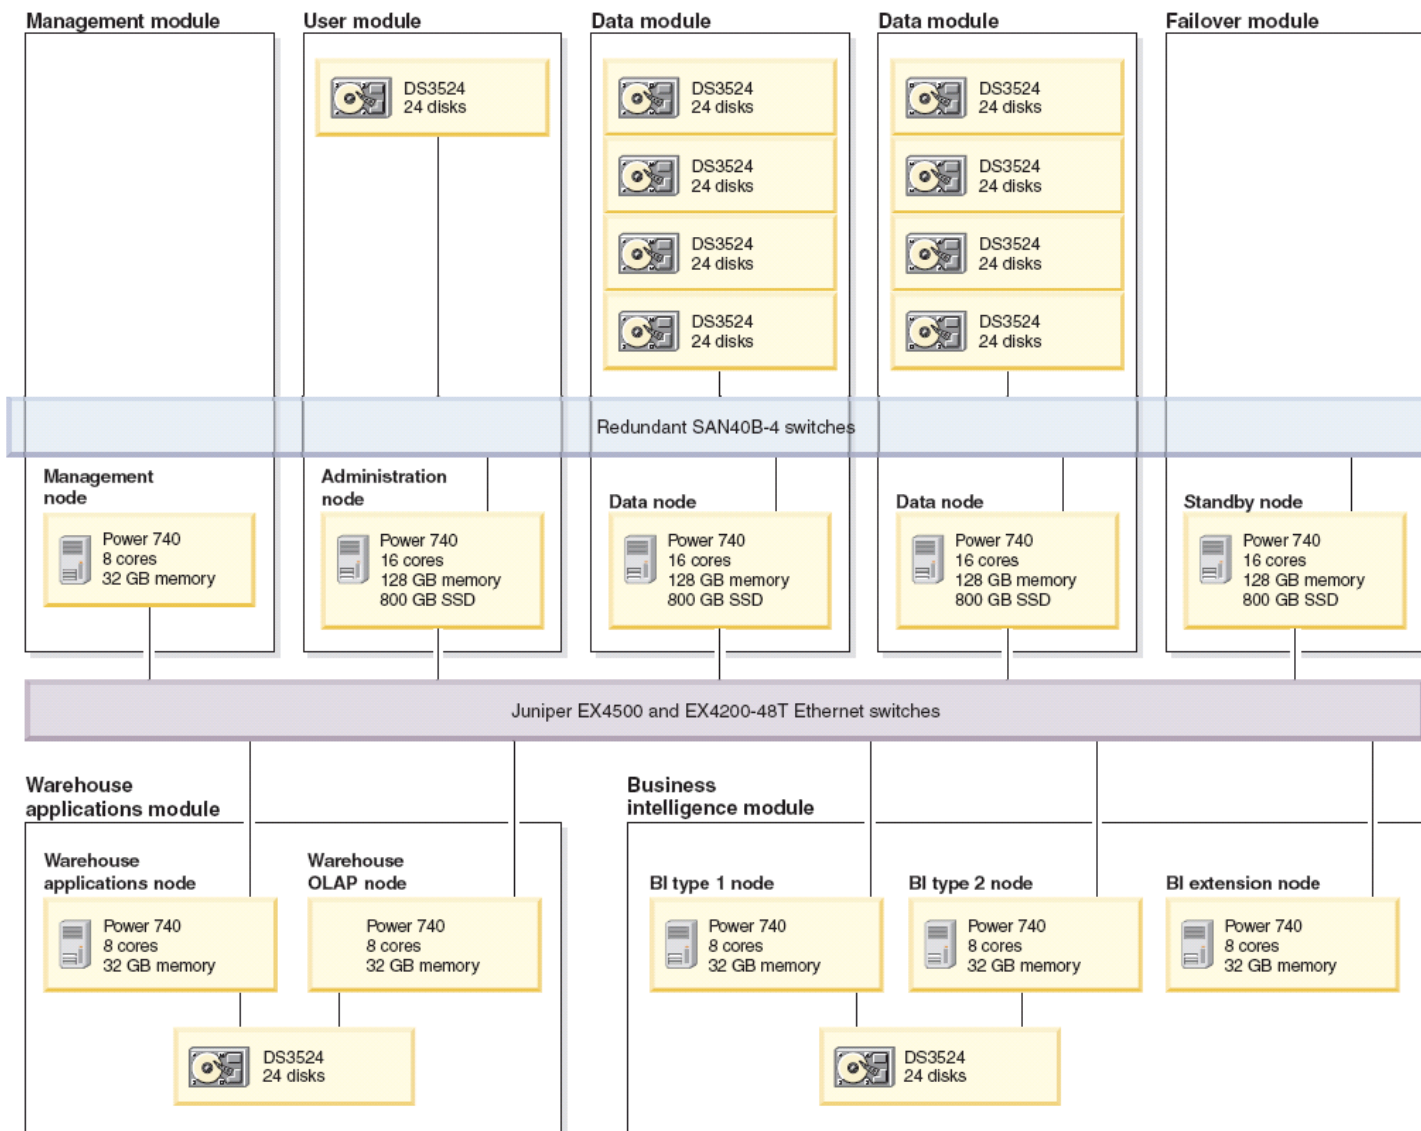 Management module
User module
Data module
Data module
Failover module
DS3524
24 disks
DS3524
24 disks
DS3524
24 disks
DS3524
24 disks
DS3524
24 disks
DS3524
24 disks
DS3524
24 disks
DS3524
24 disks
DS3524
24 disks
Redundant SAN40B-4 switches
Management
node
Power 740
8 cores
32 GB memory
Administration
node
Power 740
16 cores
128 GB memory
800 GB SSD
Data node
Power 740
16 cores
128 GB memory
800 GB SSD
Data node
Power 740
16 cores
128 GB memory
800 GB SSD
Standby node
Power 740
16 cores
128 GB memory
800 GB SSD
Juniper EX4500 and EX4200-48T Ethernet switches
Warehouse
applications module
Warehouse
applications node
Power 740
8 cores
32 GB memory
Warehouse
OLAP node
Power 740
8 cores
32 GB memory
DS3524
24 disks
Business
intelligence module
BI type 1 node
Power 740
8 cores
32 GB memory
BI type 2 node
Power 740
8 cores
32 GB memory
BI extension node
Power 740
8 cores
32 GB memory
DS3524
24 disks